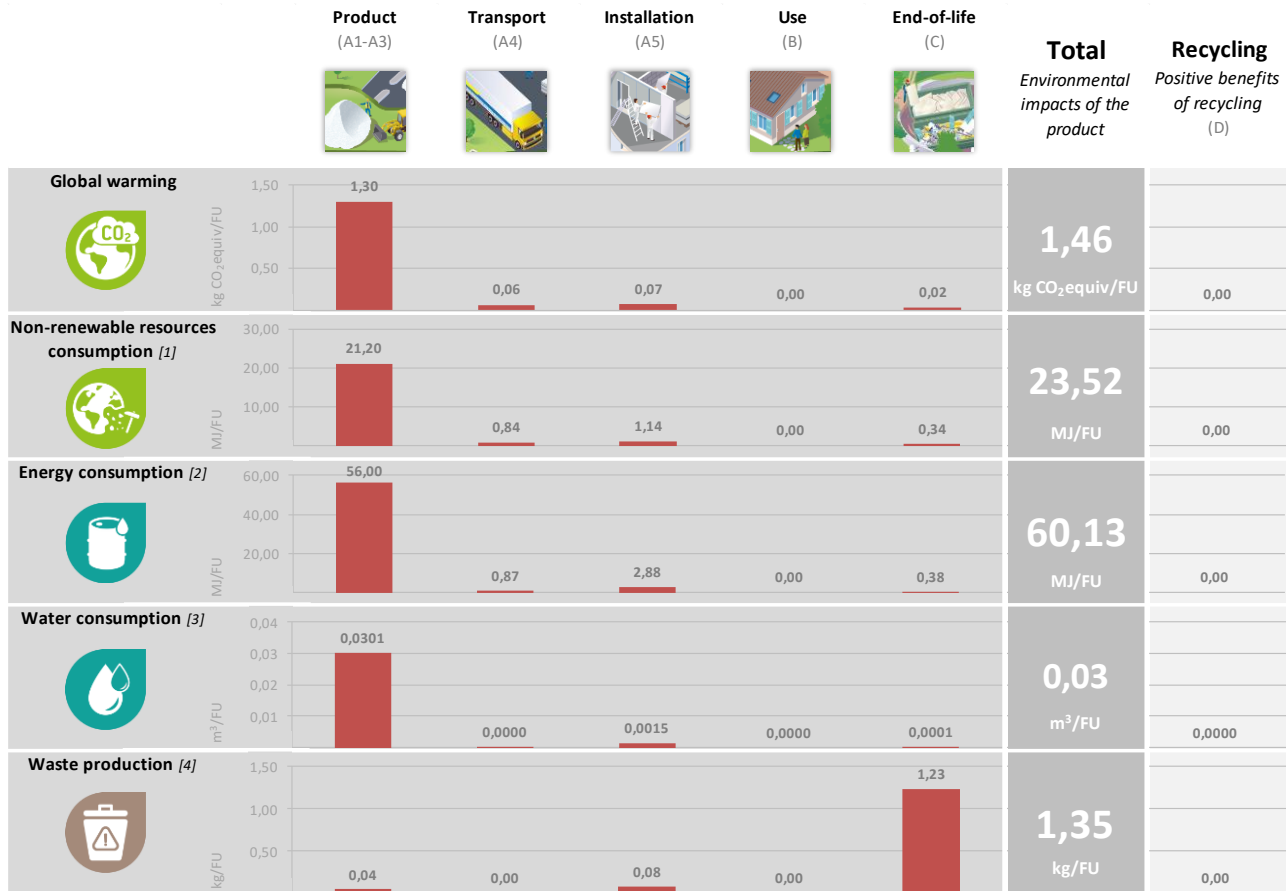 Product
(A1-A3)
Transport
(A4)
Installation
(A5)
Use
(B)
End-of-life
(C)
Total
Environmental
impacts of the
product
Recycling
Positive benefits
of recycling
(D)
Global warming
CO2
kg CO2equiv/FU
1,50
1,00
0,50
1,30
0,06
0,07
0,00
0,02
1,46
kg CO2equiv/FU
0,00
Non-renewable resources
consumption [1]
MJ/FU
30,00
20,00
10,00
21,20
0,84
1,14
0,00
0,34
23,52
MJ/FU
0,00
Energy consumption [2]
MJ/FU
60,00
40,00
20,00
56,00
0,87
2,88
0,00
0,38
60,13
MJ/FU
0,00
Water consumption [3]
m³/FU
0,04
0,03
0,02
0,01
0,0301
0,0000
0,0015
0,0000
0,0001
0,03
m³/FU
0,0000
Waste production [4]
kg/FU
1,50
1,00
0,50
0,04
0,00
0,08
0,00
1,23
1,35
kg/FU
0,00